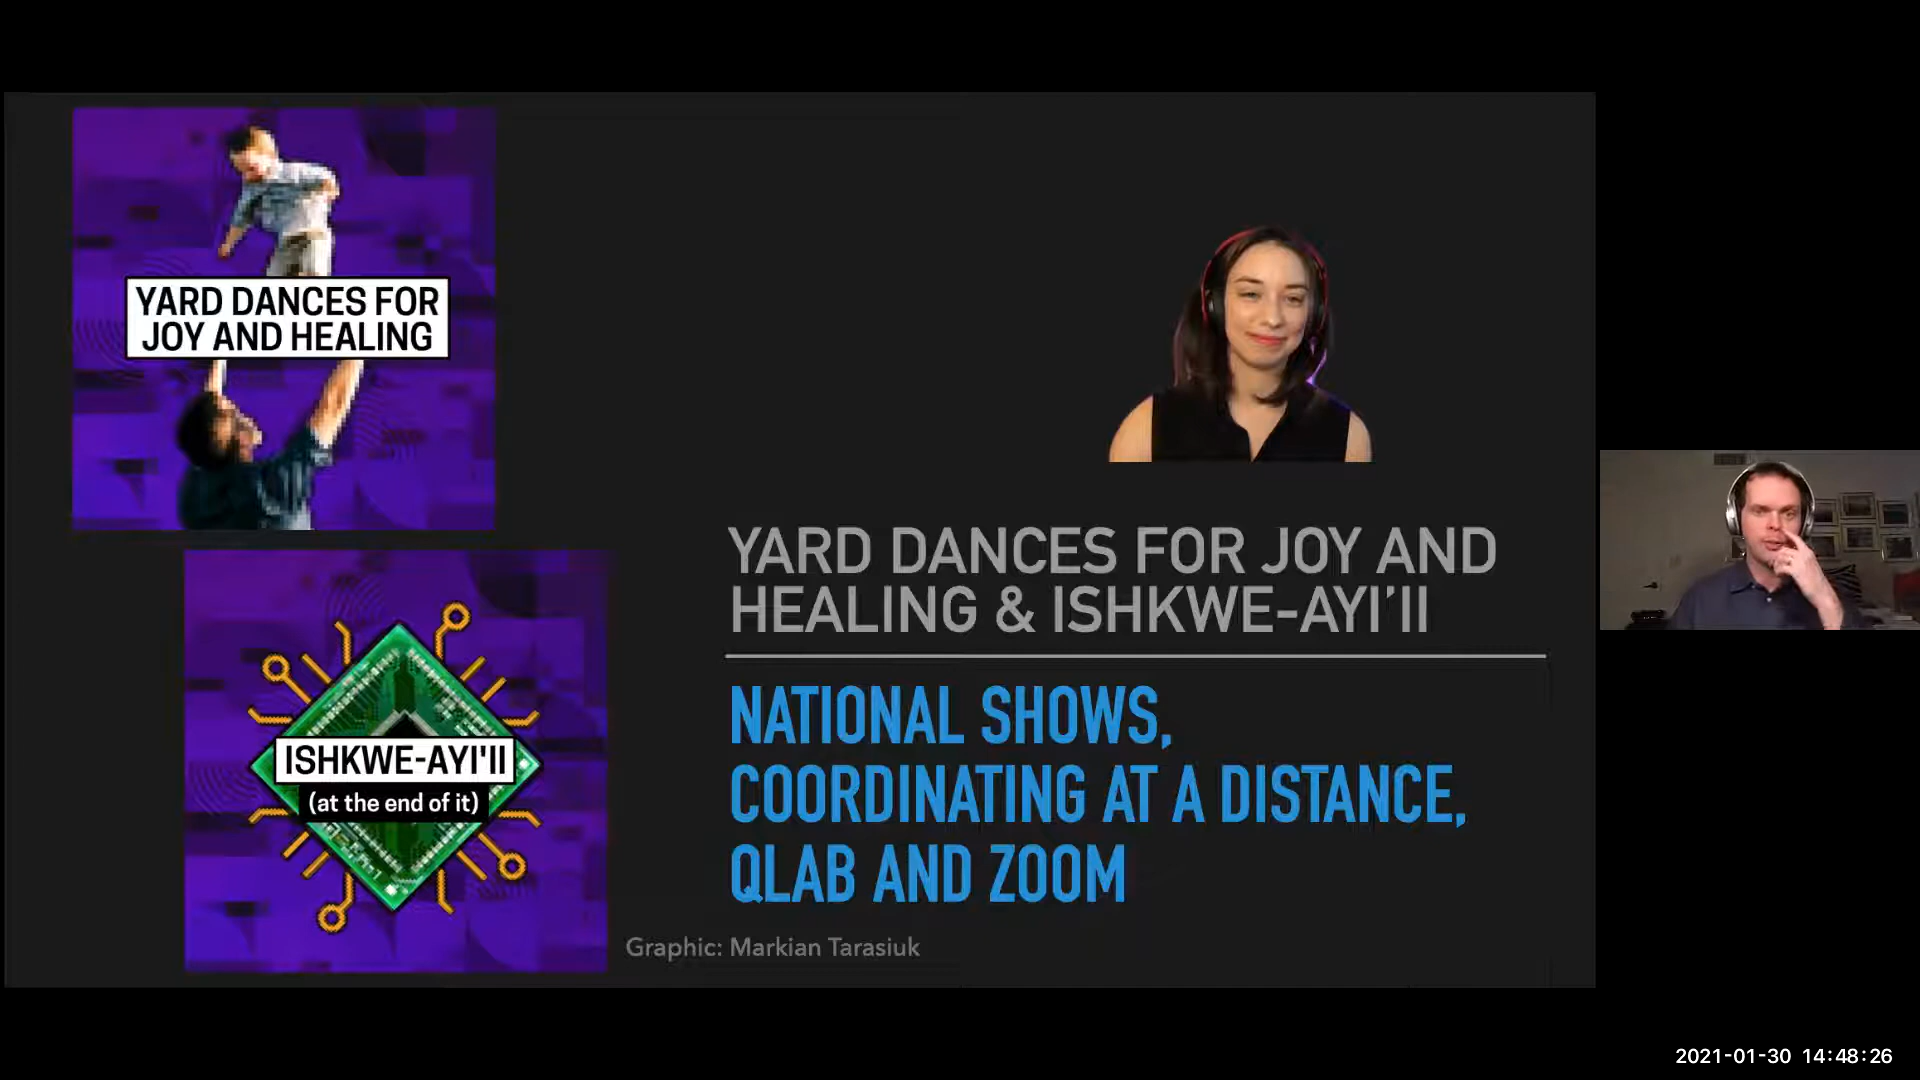 YARD DANCES FOR
JOY AND HEALING
ISHKWE-AYI'II
(at the end of it)
YARD DANCES FOR JOY AND
HEALING & ISHKWE-AYI’II
NATIONAL SHOWS,
COORDINATING AT A DISTANCE,
QLAB AND ZOOM
Graphic: Markian Tarasiuk
2021-01-30 14:48:26